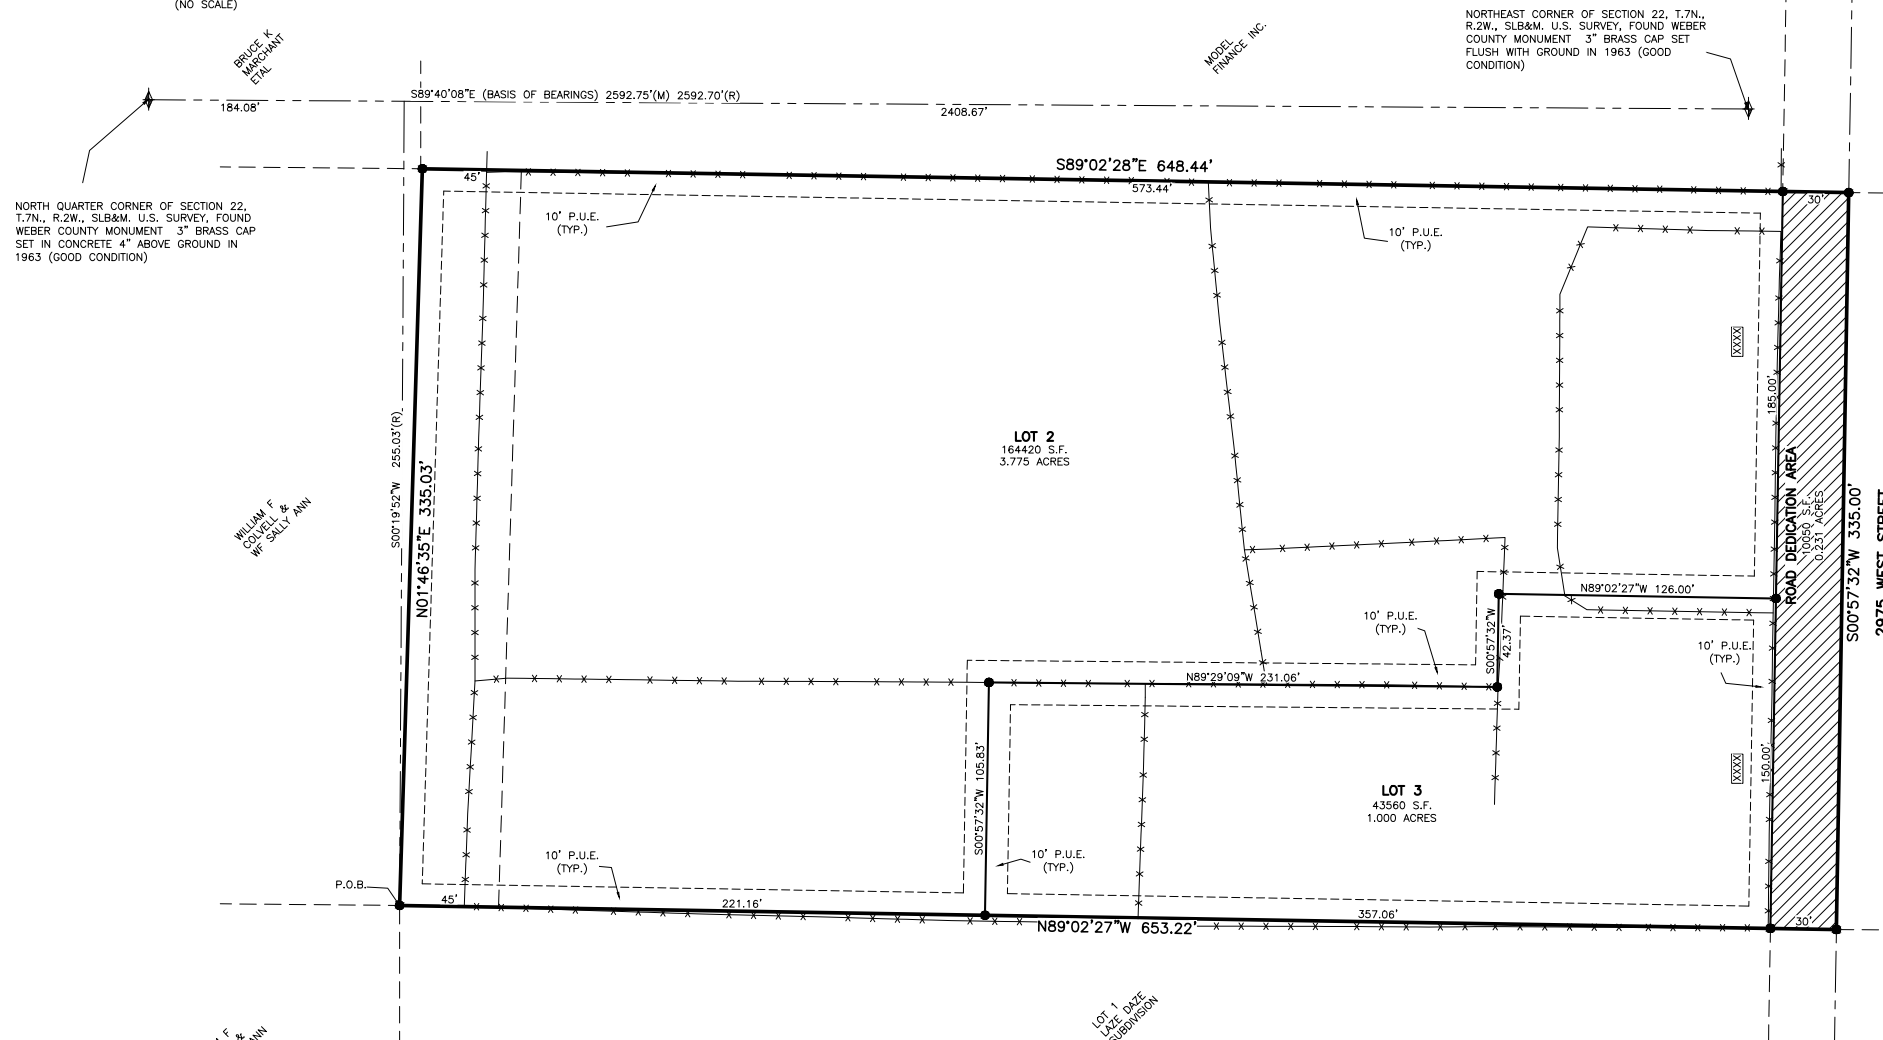 (NO SCALE)
BRUCE K
MARCHANT
ETAL
MODEL
FINANCE INC.
NORTHEAST CORNER OF SECTION 22, T.7N.,
R.2W., SLB&M. U.S. SURVEY, FOUND WEBER
COUNTY MONUMENT 3" BRASS CAP SET
FLUSH WITH GROUND IN 1963 (GOOD
CONDITION)
184.08'
S89°40'08"E (BASIS OF BEARINGS) 2592.75'(M) 2592.70'(R)
2408.67'
S89°02'28"E 648.44'
45'
573.44'
30'
NORTH QUARTER CORNER OF SECTION 22,
T.7N., R.2W., SLB&M. U.S. SURVEY, FOUND
WEBER COUNTY MONUMENT 3" BRASS CAP
SET IN CONCRETE 4" ABOVE GROUND IN
1963 (GOOD CONDITION)
10' P.U.E.
(TYP.)
10' P.U.E.
(TYP.)
XXXX
185.00'
LOT 2
164420 S.F.
3.775 ACRES
S00°19'52"W 255.03'(R)
N01°46'35"E 335.03'
WILLIAM F
COLVELL &
WF SALLY ANN
ROAD DEDICATION AREA
10050 S.F.
0.231 ACRES
S00°57'32"W 335.00'
2975 WEST STREET
N89°02'27"W 126.00'
10' P.U.E.
(TYP.)
S00°57'32"W
42.37'
10' P.U.E.
(TYP.)
N89°29'09"W 231.06'
S00°57'32"W 105.83'
150.00'
XXXX
LOT 3
43560 S.F.
1.000 ACRES
10' P.U.E.
(TYP.)
10' P.U.E.
(TYP.)
P.O.B.
45'
221.16'
357.06'
30'
N89°02'27"W 653.22'
LOT 1
LAZE DAZE
SUBDIVISION
F
&
ANN